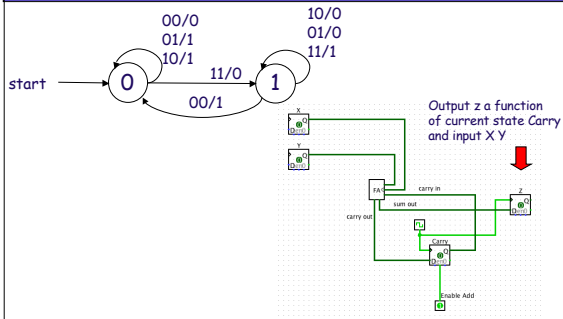 00/0
01/1
10/1
10/0
01/0
11/1
start
0
11/0
1
00/1
Output z a function
of current state Carry
and input X Y
X
Q
D
Y
Q
D
FA
carry in
sum out
carry out
Z
Q
D
Carry
Q
D
Enable Add